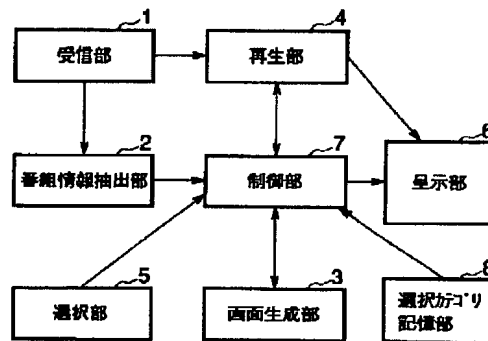 1
受信部
4
再生部
2
番組情報抽出部
7
制御部
6
呈示部
5
選択部
3
画面生成部
8
選択ｶﾃｺﾞﾘ
記憶部